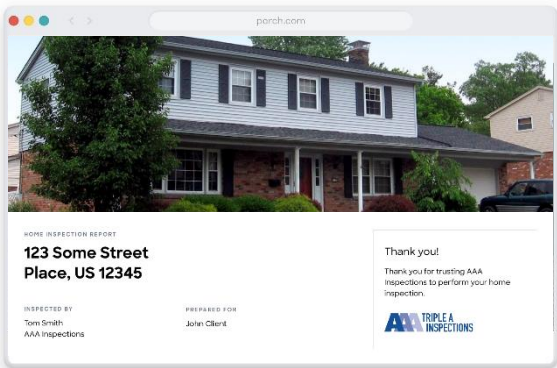 porch.com
HOME INSPECTION REPORT
123 Some Street
Place, US 12345
INSPECTED BY
Tom Smith
AAA Inspections
PREPARED FOR
John Client
Thank you!
Thank you for trusting AAA
Inspections to perform your home
inspection.
AAA TRIPLE A
INSPECTIONS